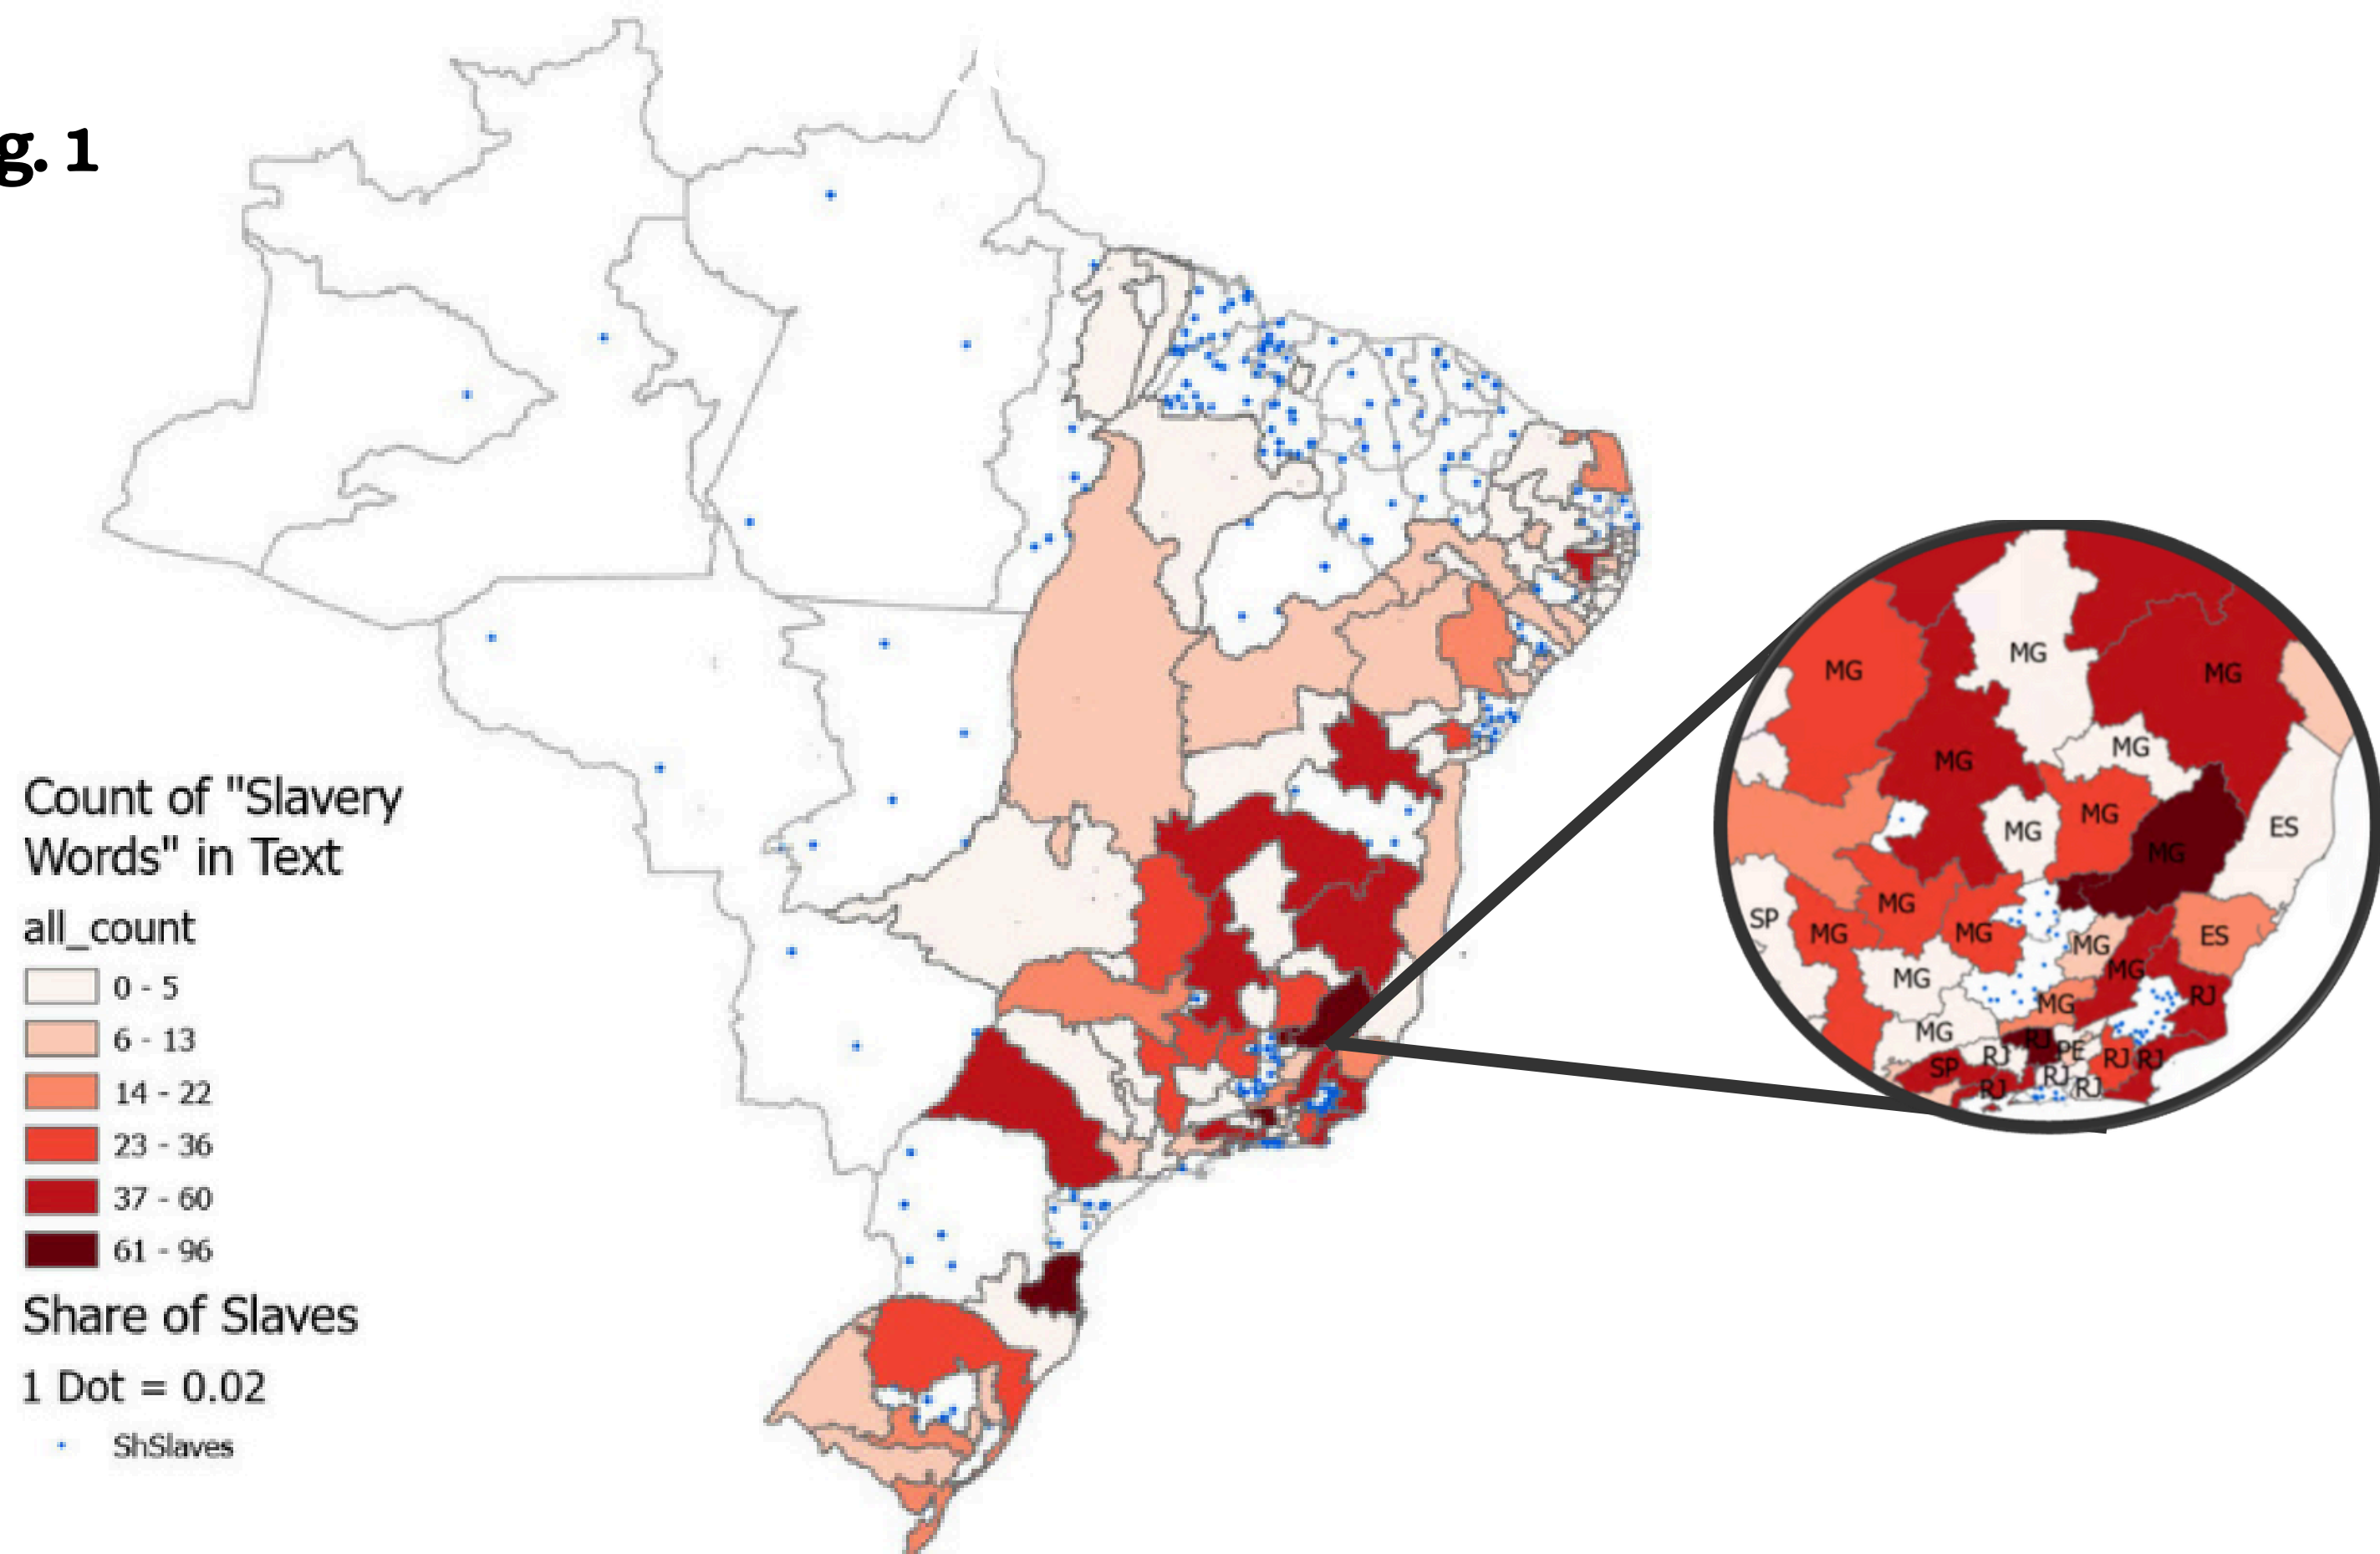 g. 1
Count of "Slavery
Words" in Text
all_count
0 - 5
6 - 13
14 - 22
23 - 36
37 - 60
61 - 96
Share of Slaves
1 Dot = 0.02
ShSlaves
MG
MG
MG
MG
MG
MG
MG
ES
MG
SP
MG
MG
MG
MG
ES
MG
MG
RJ
MG
MG
RJ
PE
RJ
RJ
RJ
SP
RJ
RJ
RJ